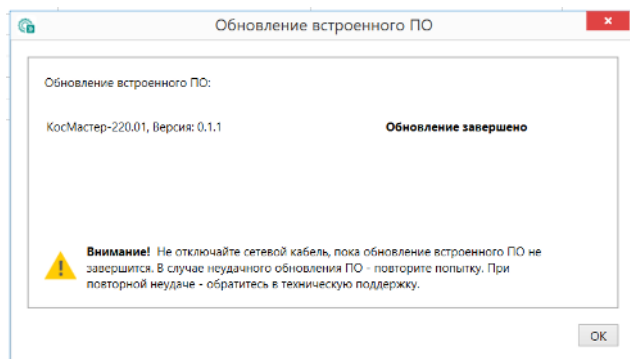 Обновление встроенного ПО
Обновление встроенного ПО:
КосМастер-220.01, Версия: 0.1.1 Обновление завершено
Внимание! Не отключайте сетевой кабель, пока обновление встроенного ПО не
завершится. В случае неудачного обновления ПО - повторите попытку. При
повторной неудаче - обратитесь в техническую поддержку.
OK